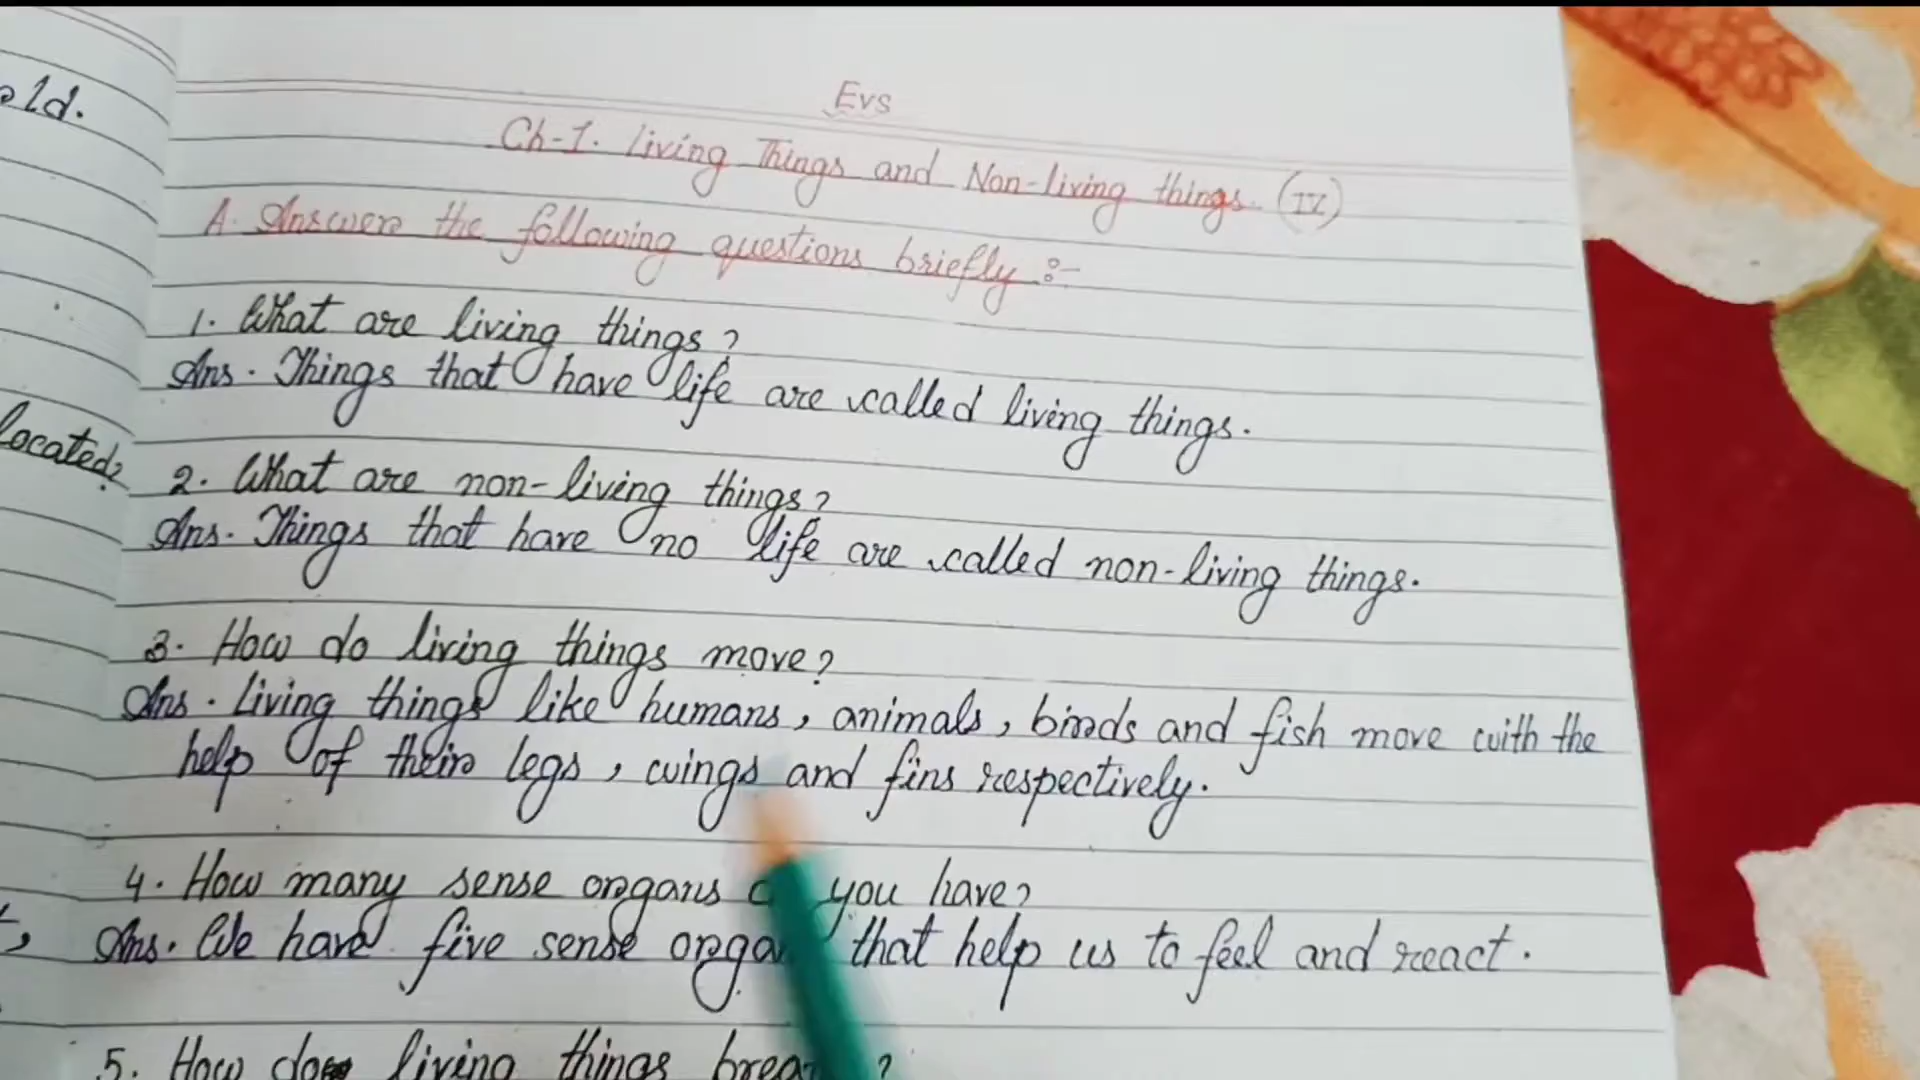 old.
located?
Evs
Ch-1. Living Things and Non-living things. (IV)
A. Answer the following questions briefly :-
1. What are living things?
Ans. Things that have life are called living things.
2. What are non-living things?
Ans. Things that have no life are called non-living things.
3. How do living things move?
Ans. Living things like humans, animals, birds and fish move with the
help of their legs, wings and fins respectively.
4. How many sense organs you have?
Ans. We have five sense that help us to feel and react.
5. How do living things